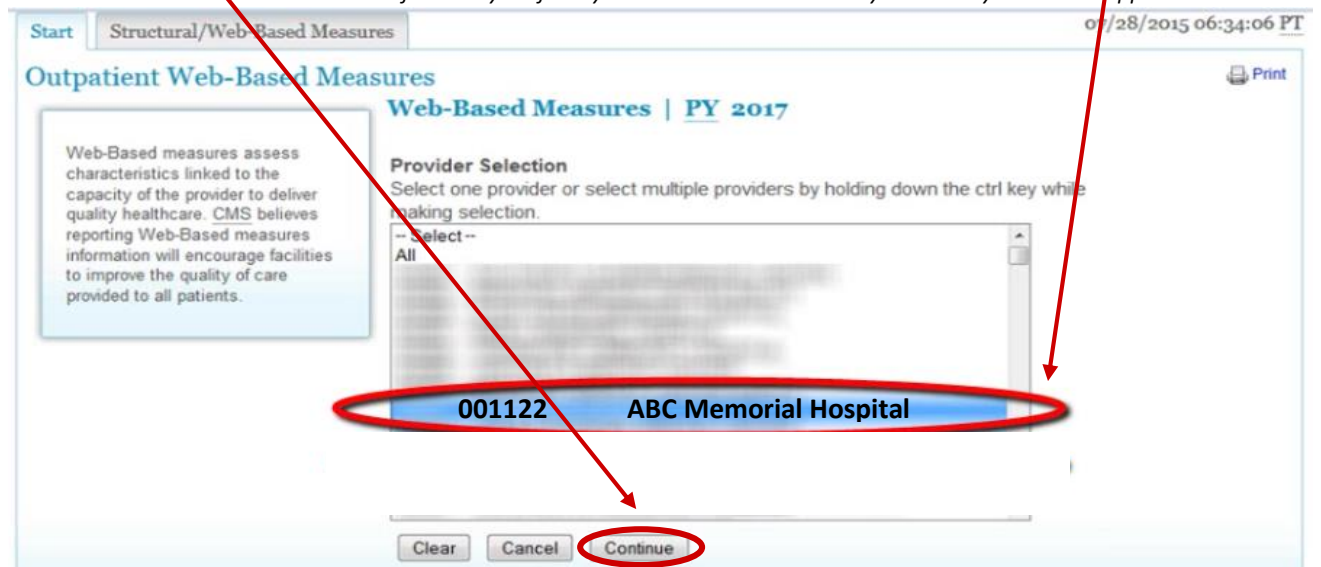 Start Structural/Web-Based Measures
07/28/2015 06:34:06 PT
Outpatient Web-Based Measures
Print
Web-Based Measures | PY 2017
Web-Based measures assess
characteristics linked to the
capacity of the provider to deliver
quality healthcare. CMS believes
reporting Web-Based measures
information will encourage facilities
to improve the quality of care
provided to all patients.
Provider Selection
Select one provider or select multiple providers by holding down the ctrl key while
making selection.
-- Select --
All
001122 ABC Memorial Hospital
Clear Cancel Continue